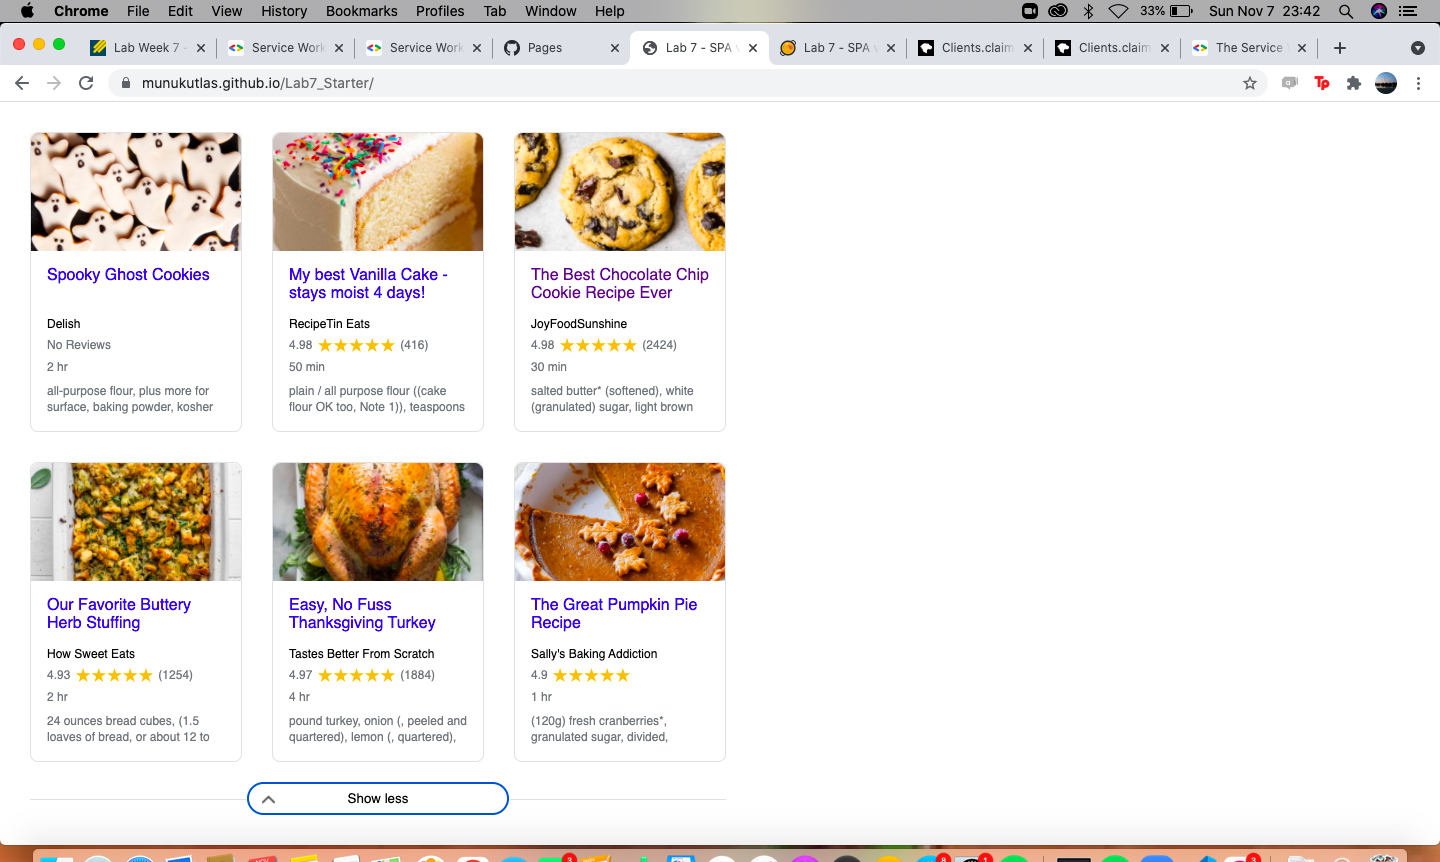 Chrome File Edit View History Bookmarks Profiles Tab Window Help 33% Sun Nov 7 23:42
Lab Week 7 - Service Work Service Work Pages Lab 7 - SPA Lab 7 - SPA Clients.claim Clients.claim The Service
munukutlas.github.io/Lab7_Starter/
Spooky Ghost Cookies
Delish
No Reviews
2 hr
all-purpose flour, plus more for
surface, baking powder, kosher
My best Vanilla Cake -
stays moist 4 days!
RecipeTin Eats
4.98 ★★★★★ (416)
50 min
plain / all purpose flour ((cake
flour OK too, Note 1)), teaspoons
The Best Chocolate Chip
Cookie Recipe Ever
JoyFoodSunshine
4.98 ★★★★★ (2424)
30 min
salted butter* (softened), white
(granulated) sugar, light brown
Our Favorite Buttery
Herb Stuffing
How Sweet Eats
4.93 ★★★★★ (1254)
2 hr
24 ounces bread cubes, (1.5
loaves of bread, or about 12 to
Easy, No Fuss
Thanksgiving Turkey
Tastes Better From Scratch
4.97 ★★★★★ (1884)
4 hr
pound turkey, onion (, peeled and
quartered), lemon (, quartered),
The Great Pumpkin Pie
Recipe
Sally's Baking Addiction
4.9 ★★★★★
1 hr
(120g) fresh cranberries*,
granulated sugar, divided,
Show less
3 8 1 3